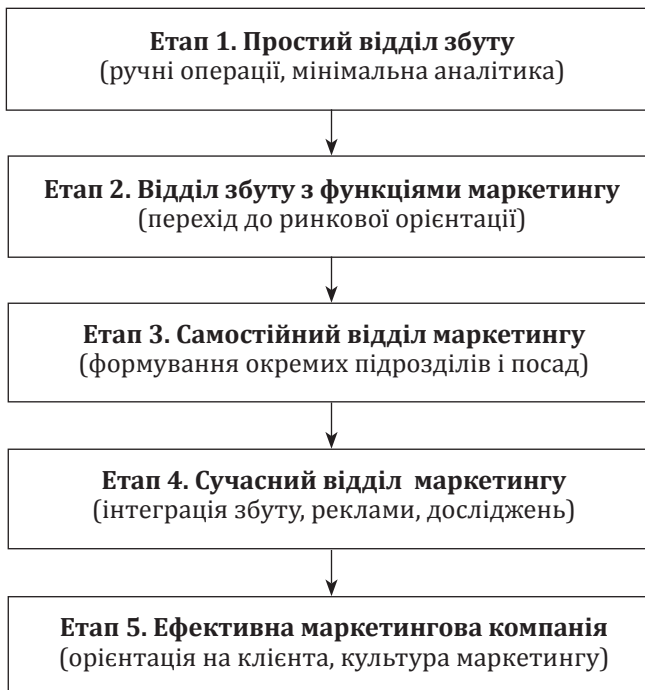 Етап 1. Простий відділ збуту
(ручні операції, мінімальна аналітика)
Етап 2. Відділ збуту з функціями маркетингу
(перехід до ринкової орієнтації)
Етап 3. Самостійний відділ маркетингу
(формування окремих підрозділів і посад)
Етап 4. Сучасний відділ маркетингу
(інтеграція збуту, реклами, досліджень)
Етап 5. Ефективна маркетингова компанія
(орієнтація на клієнта, культура маркетингу)